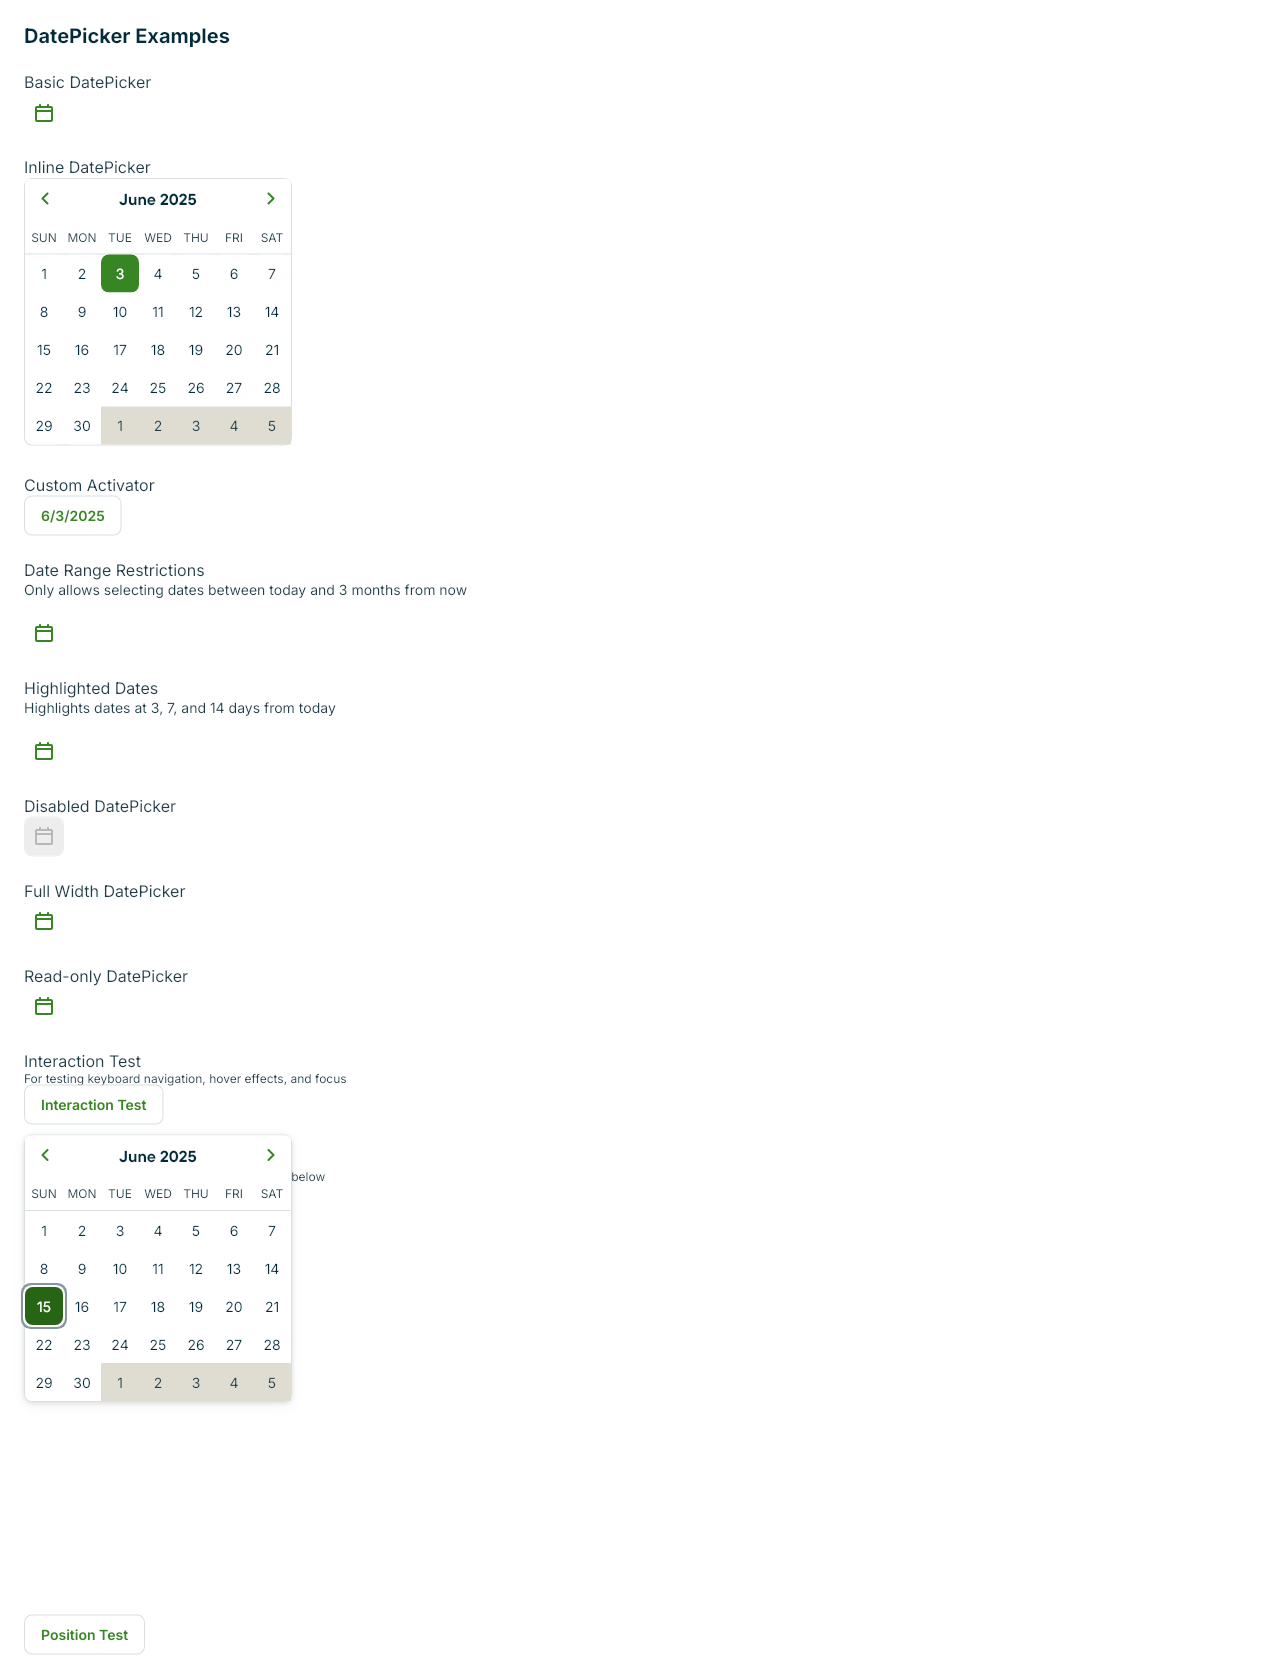 DatePicker Examples
Basic DatePicker
Inline DatePicker
June 2025
SUN MON TUE WED THU FRI SAT
1 2 3 4 5 6 7
8 9 10 11 12 13 14
15 16 17 18 19 20 21
22 23 24 25 26 27 28
29 30 1 2 3 4 5
Custom Activator
6/3/2025
Date Range Restrictions
Only allows selecting dates between today and 3 months from now
Highlighted Dates
Highlights dates at 3, 7, and 14 days from today
Disabled DatePicker
Full Width DatePicker
Read-only DatePicker
Interaction Test
For testing keyboard navigation, hover effects, and focus
Interaction Test
June 2025
below
SUN MON TUE WED THU FRI SAT
1 2 3 4 5 6 7
8 9 10 11 12 13 14
15 16 17 18 19 20 21
22 23 24 25 26 27 28
29 30 1 2 3 4 5
Position Test